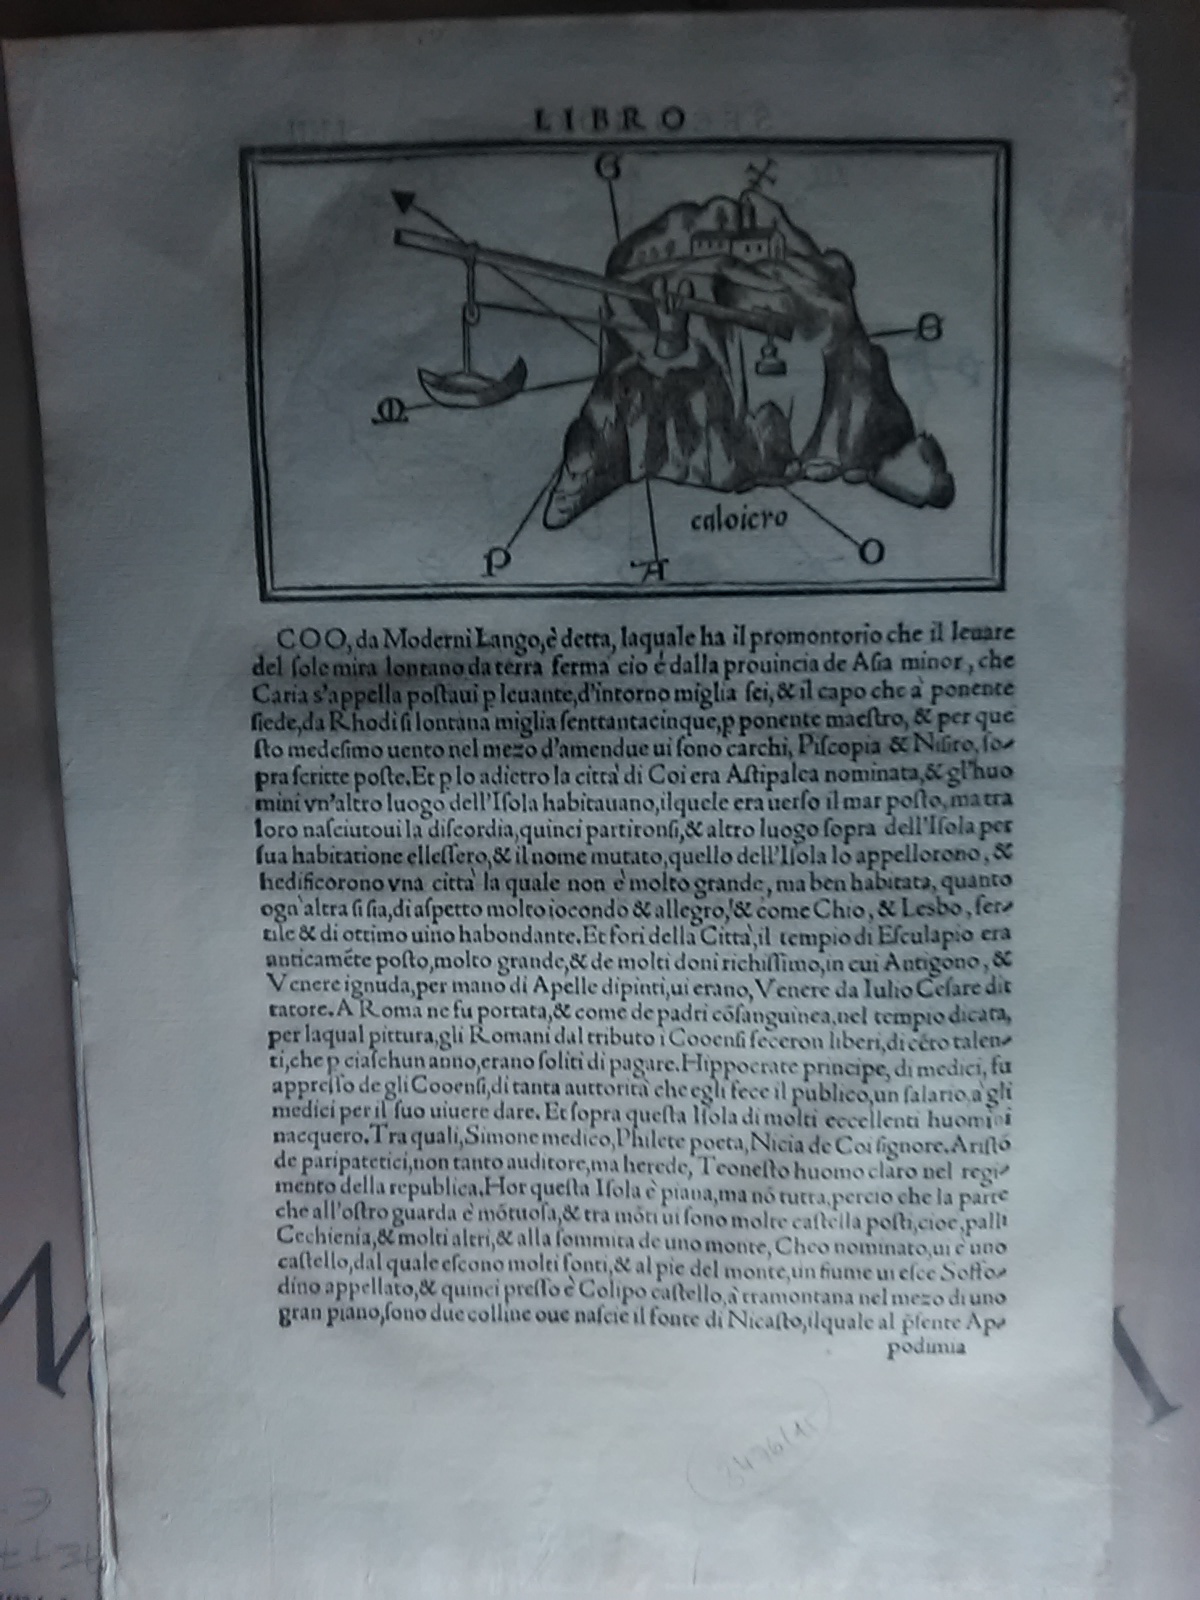 LIBRO
G
G
O
P
A
O
caloiero
COO, da Moderni Lango, è detta, laquale ha il promontorio che il leuare
del ſole mira lontano da terra ferma cio é dalla prouincia de Aſia minor, che
Caria s'appella poſtaui p leuante, d'intorno miglia ſei, & il capo che a' ponente
ſiede, da Rhodi ſi lontana miglia ſenttantacinque, p ponente maeſtro, & per que
ſto medeſimo uento nel mezo d'amendue ui ſono carchi, Piſcopia & Niſiro, ſo-
pra ſcritte poſte. Et p lo adietro la citta' di Coi era Aſtipalea nominata, & gl'huo
mini vn'altro luogo dell'Iſola habitauano, ilquele era uerſo il mar poſto, ma tra
loro naſciutoui la diſcordia, quinci partironſi, & altro luogo ſopra dell'Iſola per
ſua habitatione elleſſero, & il nome mutato, quello dell'Iſola lo appellorono, &
hedificorono vna citta' la quale non e' molto grande, ma ben habitata, quanto
ogn'altra ſi ſia, di aſpetto molto iocondo & allegro, & come Chio, & Lesbo, fer-
tile & di ottimo uino habondante. Et fori della Citta', il tempio di Eſculapio era
anticamẽte poſto, molto grande, & de molti doni richiſſimo, in cui Antigono, &
Venere ignuda, per mano di Apelle dipinti, ui erano, Venere da Iulio Ceſare dit
tatore. A Roma ne fu portata, & come de padri cõſanguinea, nel tempio dicata,
per laqual pittura, gli Romani dal tributo i Cooenſi feceron liberi, di cẽto talen-
ti, che p ciaſchun anno, erano ſoliti di pagare. Hippocrate principe, di medici, fu
appreſſo de gli Cooenſi, di tanta auttorita' che egli fece il publico, un ſalario, a' gli
medici per il ſuo uiuere dare. Et ſopra queſta Iſola di molti eccellenti huomini
nacquero. Tra quali, Simone medico, Philete poeta, Nicia de Coi ſignore. Ariſtõ
de paripatetici, non tanto auditore, ma herede, Teoneſto huomo claro nel regi-
mento della republica. Hor queſta Iſola e' piana, ma nõ tutta, percio che la parte
che all'oſtro guarda e' mõtuoſa, & tra mõti ui ſono molte caſtella poſti, cioe, palli
Cechienia, & molti altri, & alla ſommita de uno monte, Cheo nominato, ui e' uno
caſtello, dal quale eſcono molti fonti, & al pie del monte, un fiume ui eſce Soffo-
dino appellato, & quinci preſſo e' Colipo caſtello, a' tramontana nel mezo di uno
gran piano, ſono due colline oue naſcie il fonte di Nicaſto, ilquale al p̃ſente Ap-
podimia
3476/15